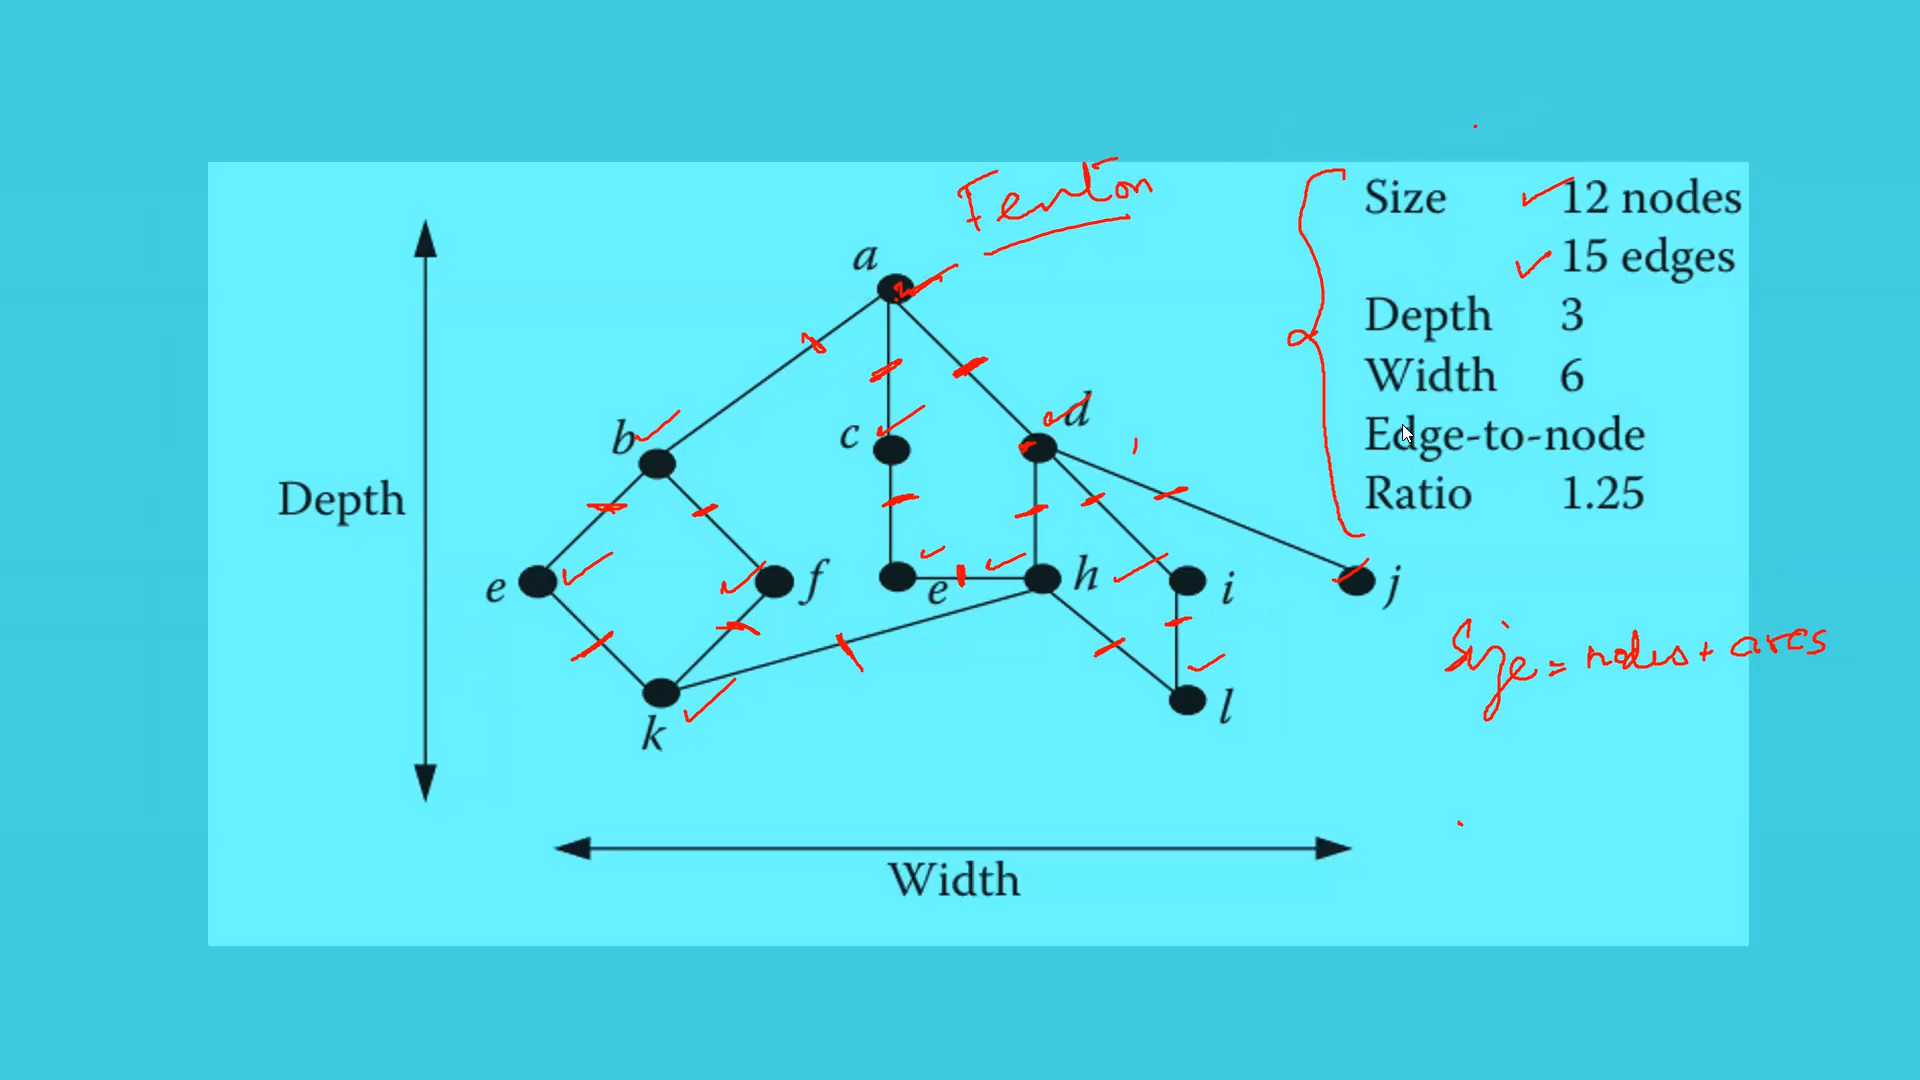 Fenton
Size 12 nodes
15 edges
Depth 3
Width 6
Edge-to-node
Ratio 1.25
a
b
c
d
Depth
e
f
e
h
i
j
Size = nodes + arcs
k
l
Width